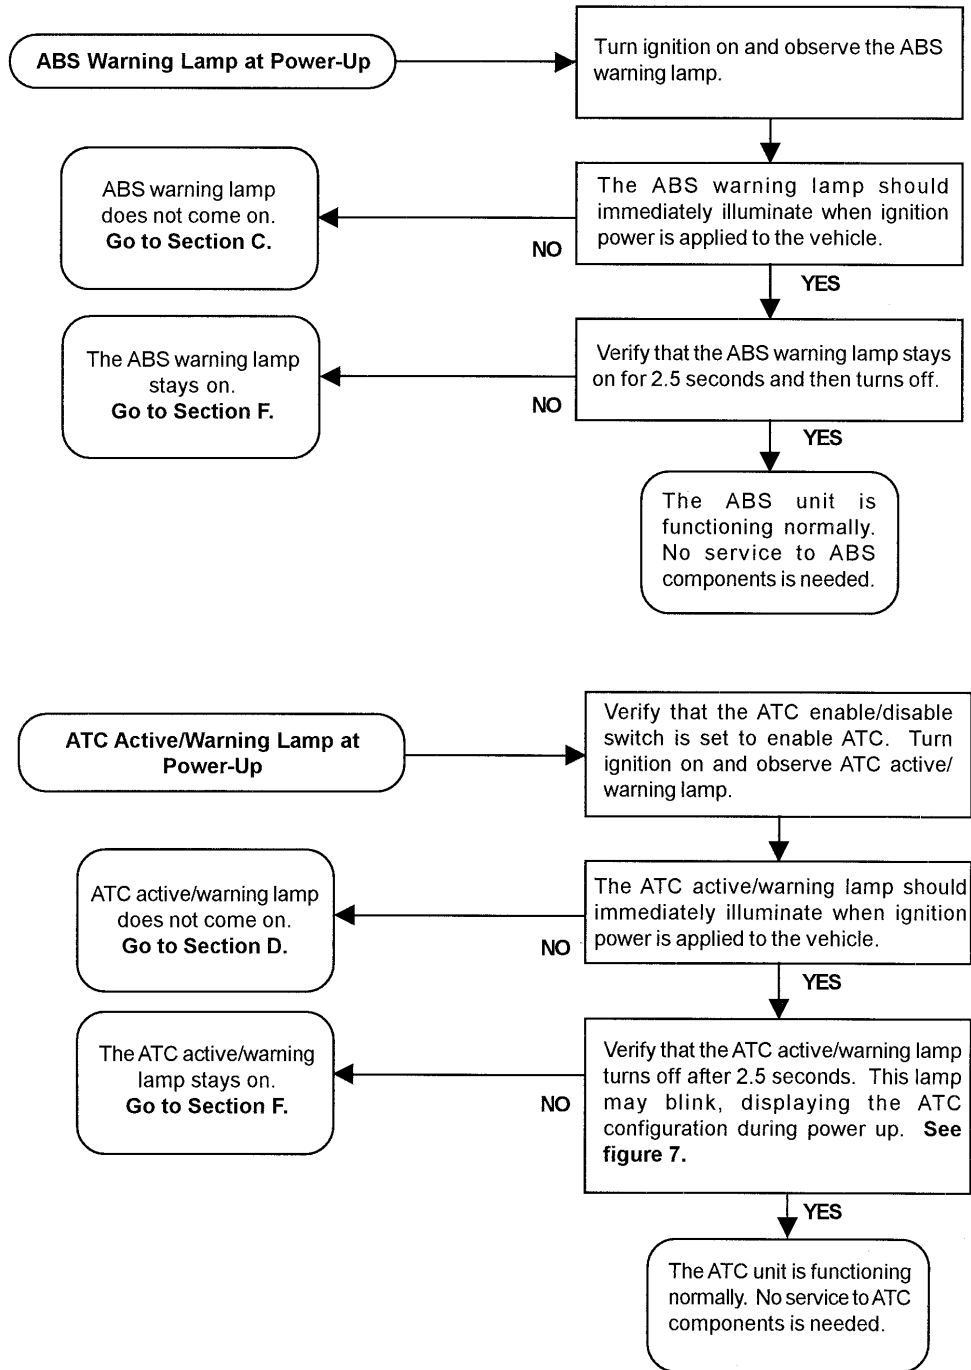 ABS Warning Lamp at Power-Up
Turn ignition on and observe the ABS
warning lamp.
ABS warning lamp
does not come on.
Go to Section C.
NO
The ABS warning lamp should
immediately illuminate when ignition
power is applied to the vehicle.
YES
The ABS warning lamp
stays on.
Go to Section F.
NO
Verify that the ABS warning lamp stays
on for 2.5 seconds and then turns off.
YES
The ABS unit is
functioning normally.
No service to ABS
components is needed.
ATC Active/Warning Lamp at
Power-Up
Verify that the ATC enable/disable
switch is set to enable ATC. Turn
ignition on and observe ATC active/
warning lamp.
ATC active/warning lamp
does not come on.
Go to Section D.
NO
The ATC active/warning lamp should
immediately illuminate when ignition
power is applied to the vehicle.
YES
The ATC active/warning
lamp stays on.
Go to Section F.
NO
Verify that the ATC active/warning lamp
turns off after 2.5 seconds. This lamp
may blink, displaying the ATC
configuration during power up. See
figure 7.
YES
The ATC unit is functioning
normally. No service to ATC
components is needed.